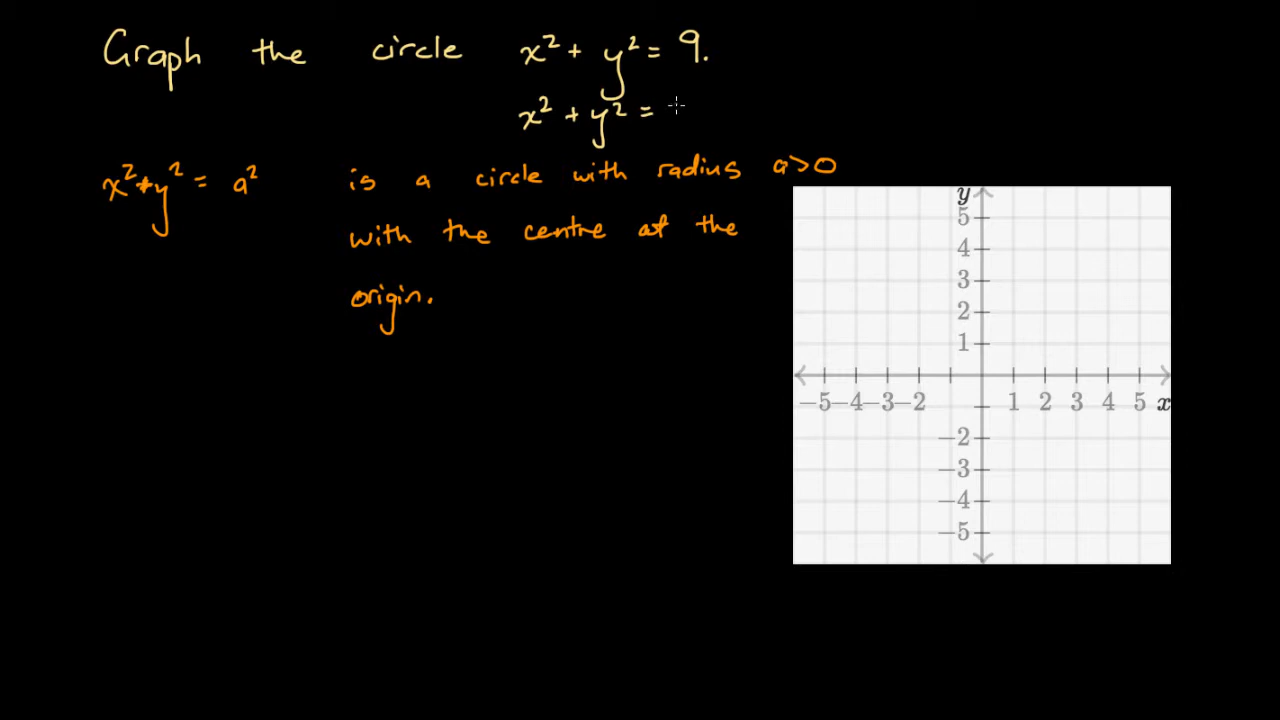 Graph the circle x² + y² = 9.
x² + y² =
x² + y² = a² is a circle with radius a>0
with the centre at the
origin.
y
5
4
3
2
1
−5 −4 −3 −2 1 2 3 4 5 x
−2
−3
−4
−5